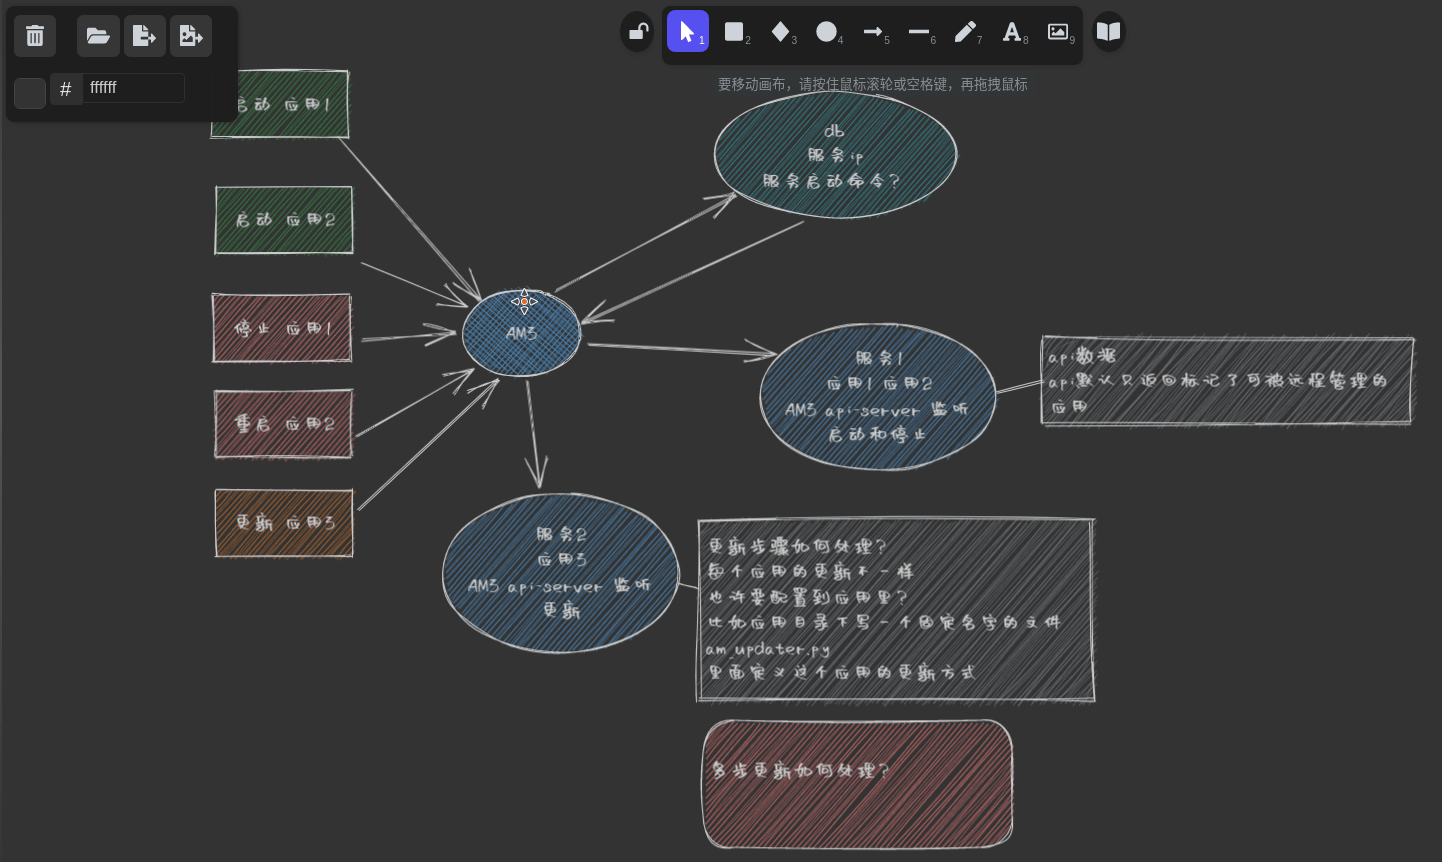 # ffffff
1
2
3
4
5
6
7
A 8
9
要移动画布，请按住鼠标滚轮或空格键，再拖拽鼠标
启动 应用1
启动 应用2
停止 应用1
重启 应用2
更新 应用3
AM3
db
服务ip
服务启动命令？
服务1
应用1 应用2
AM3 api-server 监听
启动和停止
api数据
api默认只返回标记了可被远程管理的
应用
服务2
应用3
AM3 api-server 监听
更新
更新步骤如何处理？
每个应用的更新不一样
也许要配置到应用里？
比如应用目录下写一个固定名字的文件
am_updater.py
里面定义这个应用的更新方式
多步更新如何处理？